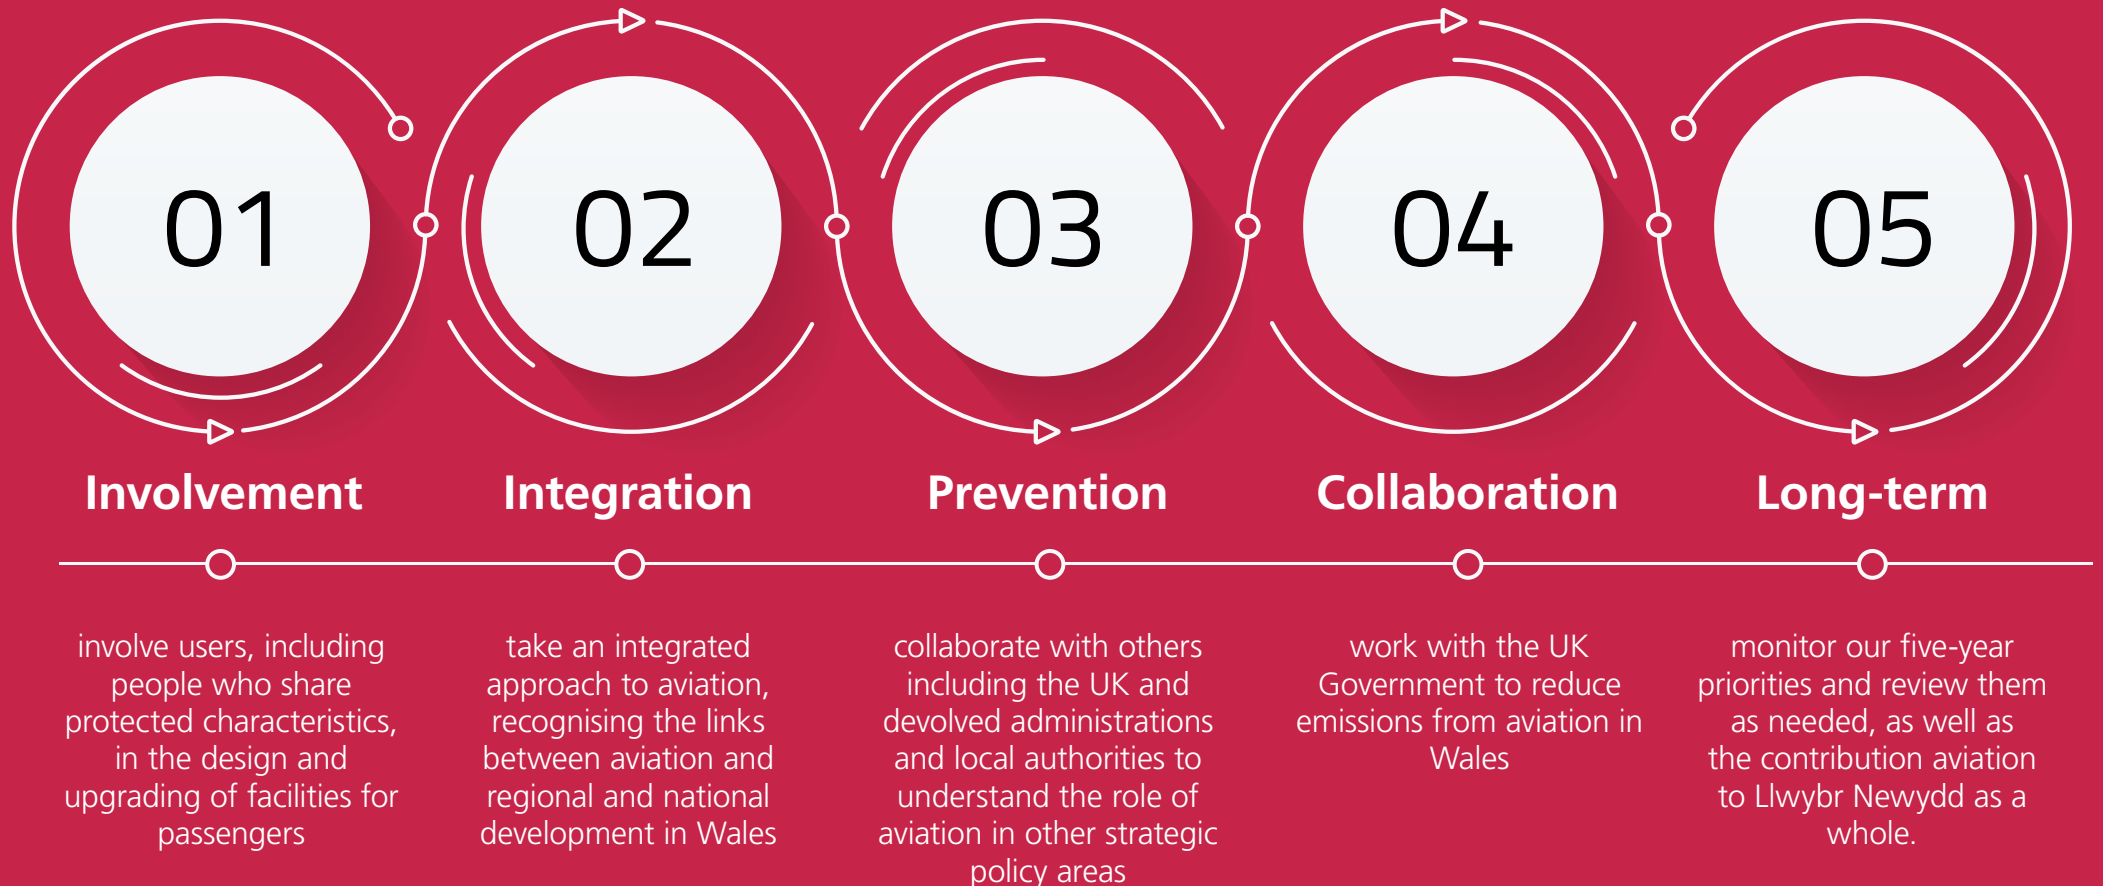 01
Involvement
involve users, including
people who share
protected characteristics,
in the design and
upgrading of facilities for
passengers
02
Integration
take an integrated
approach to aviation,
recognising the links
between aviation and
regional and national
development in Wales
03
Prevention
collaborate with others
including the UK and
devolved administrations
and local authorities to
understand the role of
aviation in other strategic
policy areas
04
Collaboration
work with the UK
Government to reduce
emissions from aviation in
Wales
05
Long-term
monitor our five-year
priorities and review them
as needed, as well as
the contribution aviation
to Llwybr Newydd as a
whole.